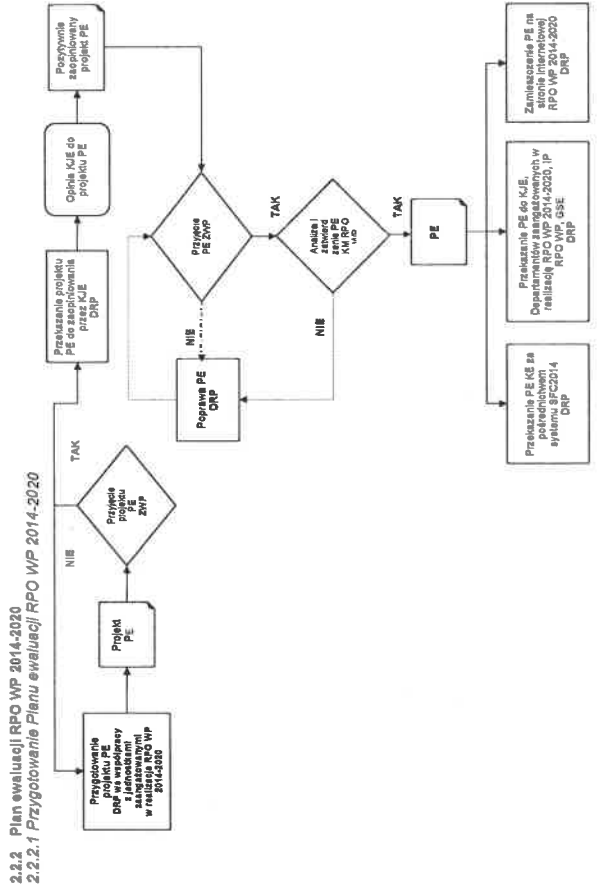 2.2.2 Plan ewaluacji RPO WP 2014-2020
2.2.2.1 Przygotowanie Planu ewaluacji RPO WP 2014-2020
Przygotowanie
projektu PE
DRP we współpracy
z jednostkami
zaangażowanymi
w realizację RPO WP
2014-2020
Projekt
PE
Przyjęcie
projektu
PE
ZWP
NIE
TAK
Przekazanie projektu
PE do zaopiniowania
przez KJE
DRP
Opinia KJE do
projektu PE
Pozytywnie
zaopiniowany
projekt PE
Przyjęcie
PE ZWP
NIE
TAK
Poprawa PE
DRP
Analiza i
zatwierd
zenie PE
KM RPO
WP
NIE
TAK
PE
Przekazanie PE KE za
pośrednictwem
systemu SFC2014
DRP
Przekazanie PE do KJE,
Departamentów zaangażowanych w
realizację RPO WP 2014-2020, IP
RPO WP, GSE
DRP
Zamieszczenie PE na
stronie internetowej
RPO WP 2014-2020
DRP